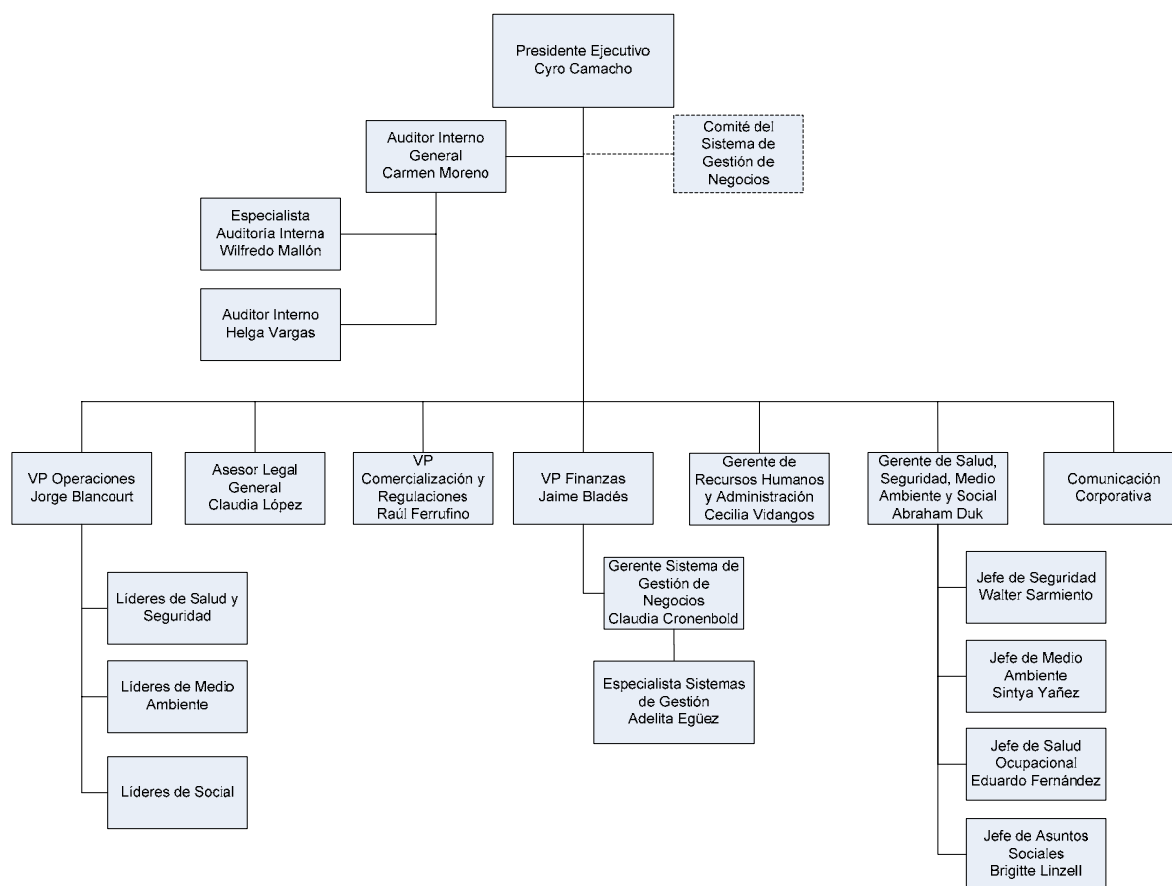 Presidente Ejecutivo
Cyro Camacho
Auditor Interno
General
Carmen Moreno
Comité del
Sistema de
Gestión de
Negocios
Especialista
Auditoría Interna
Wilfredo Mallón
Auditor Interno
Helga Vargas
VP Operaciones
Jorge Blancourt
Asesor Legal
General
Claudia López
VP
Comercialización y
Regulaciones
Raúl Ferrufino
VP Finanzas
Jaime Bladés
Gerente de
Recursos Humanos
y Administración
Cecilia Vidangos
Gerente de Salud,
Seguridad, Medio
Ambiente y Social
Abraham Duk
Comunicación
Corporativa
Líderes de Salud y
Seguridad
Líderes de Medio
Ambiente
Líderes de Social
Gerente Sistema de
Gestión de
Negocios
Claudia Cronenbold
Especialista Sistemas
de Gestión
Adelita Egüez
Jefe de Seguridad
Walter Sarmiento
Jefe de Medio
Ambiente
Sintya Yañez
Jefe de Salud
Ocupacional
Eduardo Fernández
Jefe de Asuntos
Sociales
Brigitte Linzell